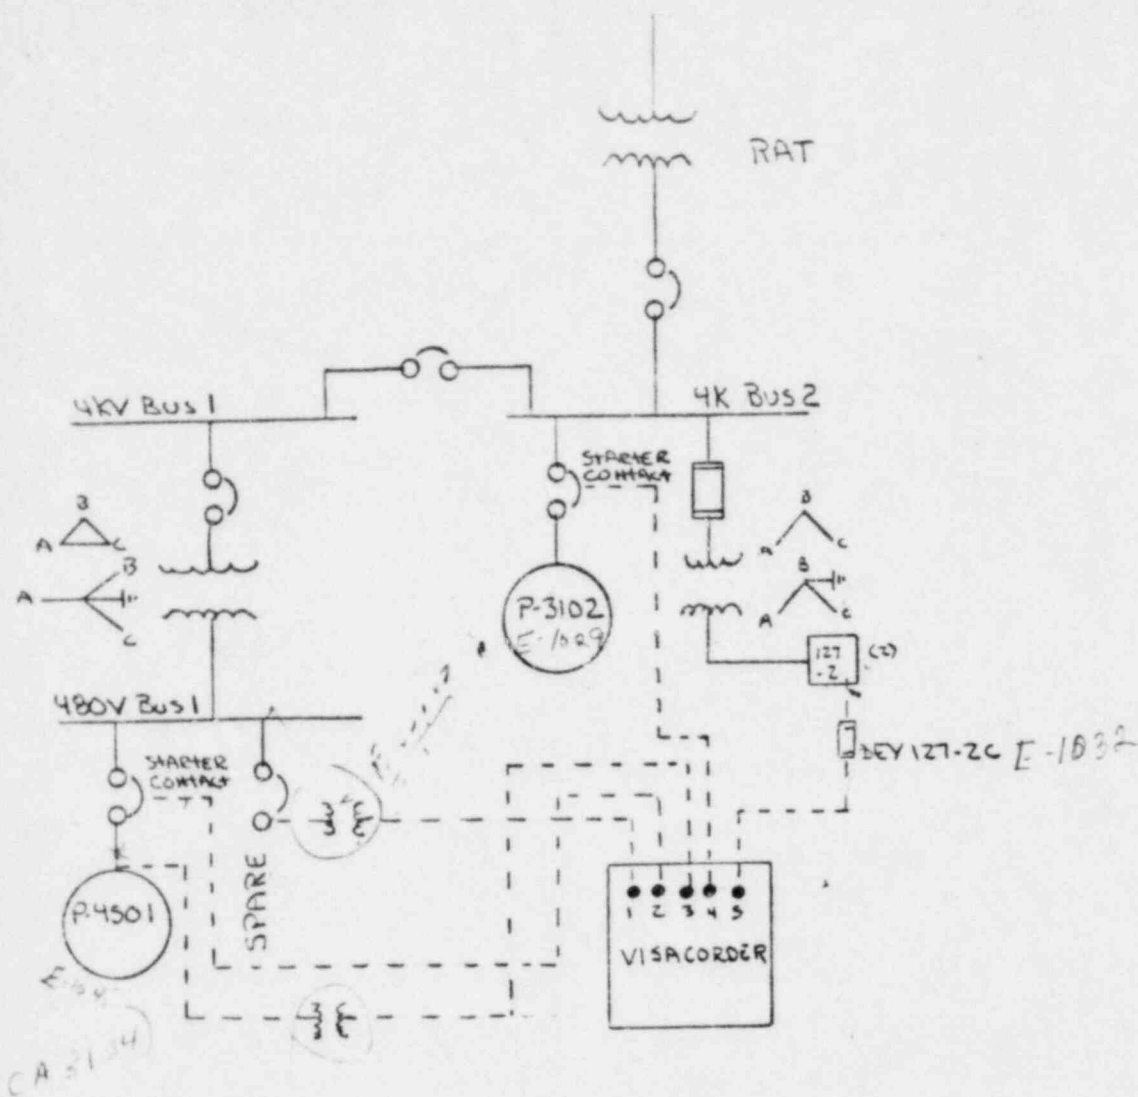 RAT
4KV BUS 1
4K BUS 2
STARTER
CONTACT
B
A C
B
A
C
B
A C
B
A C
P-3102
E-1029
127
-2
(2)
480V BUS 1
STARTER
CONTACT
127-2C E-1032
SPARE
P-4501
1 2 3 4 5
VISACORDER